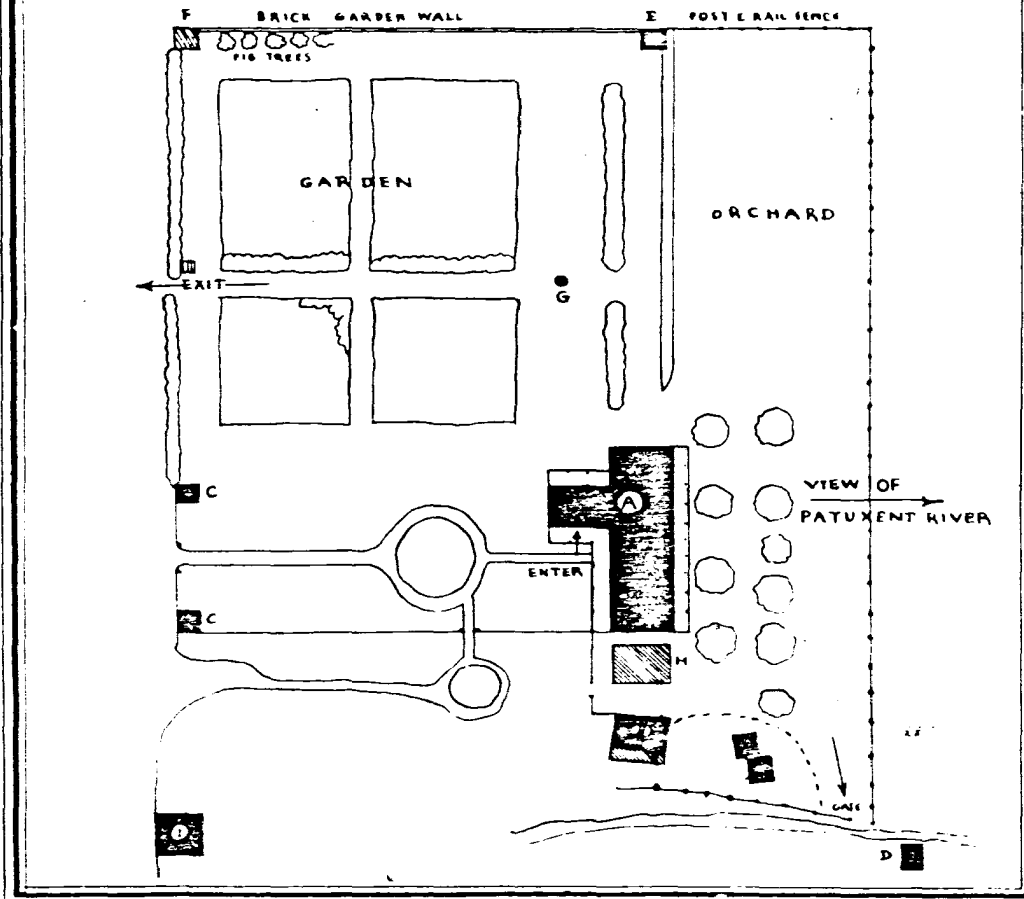 F BRICK GARDEN WALL E POST & RAIL FENCE
FIG TREES
GARDEN
ORCHARD
EXIT
G
C
A
VIEW OF
PATUXENT RIVER
ENTER
C
H
GATE
D